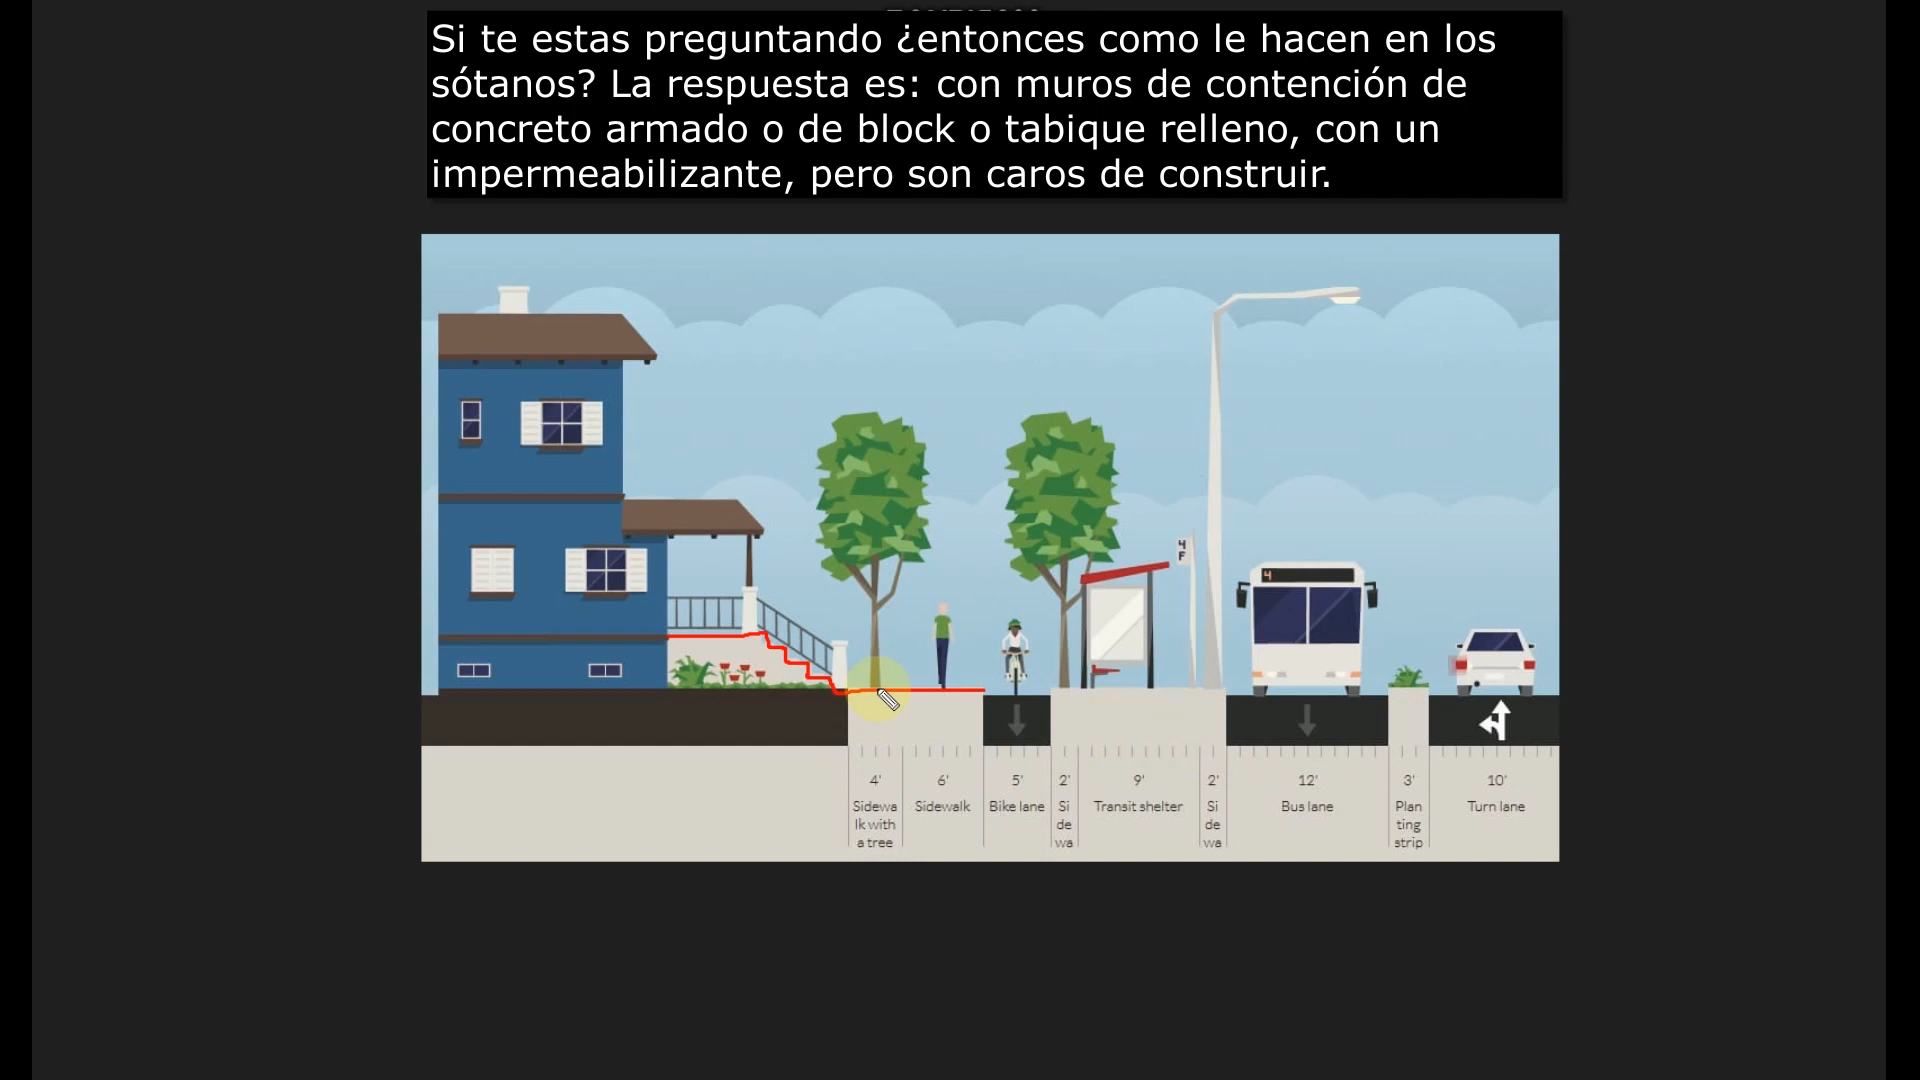 Si te estas preguntando ¿entonces como le hacen en los
sótanos? La respuesta es: con muros de contención de
concreto armado o de block o tabique relleno, con un
impermeabilizante, pero son caros de construir.
4
F
4
4' 6' 5' 2' 9' 2' 12' 3' 10'
Sidewa Sidewalk Bike lane Si Transit shelter Si Bus lane Plan Turn lane
lk with de de ting
a tree wa wa strip